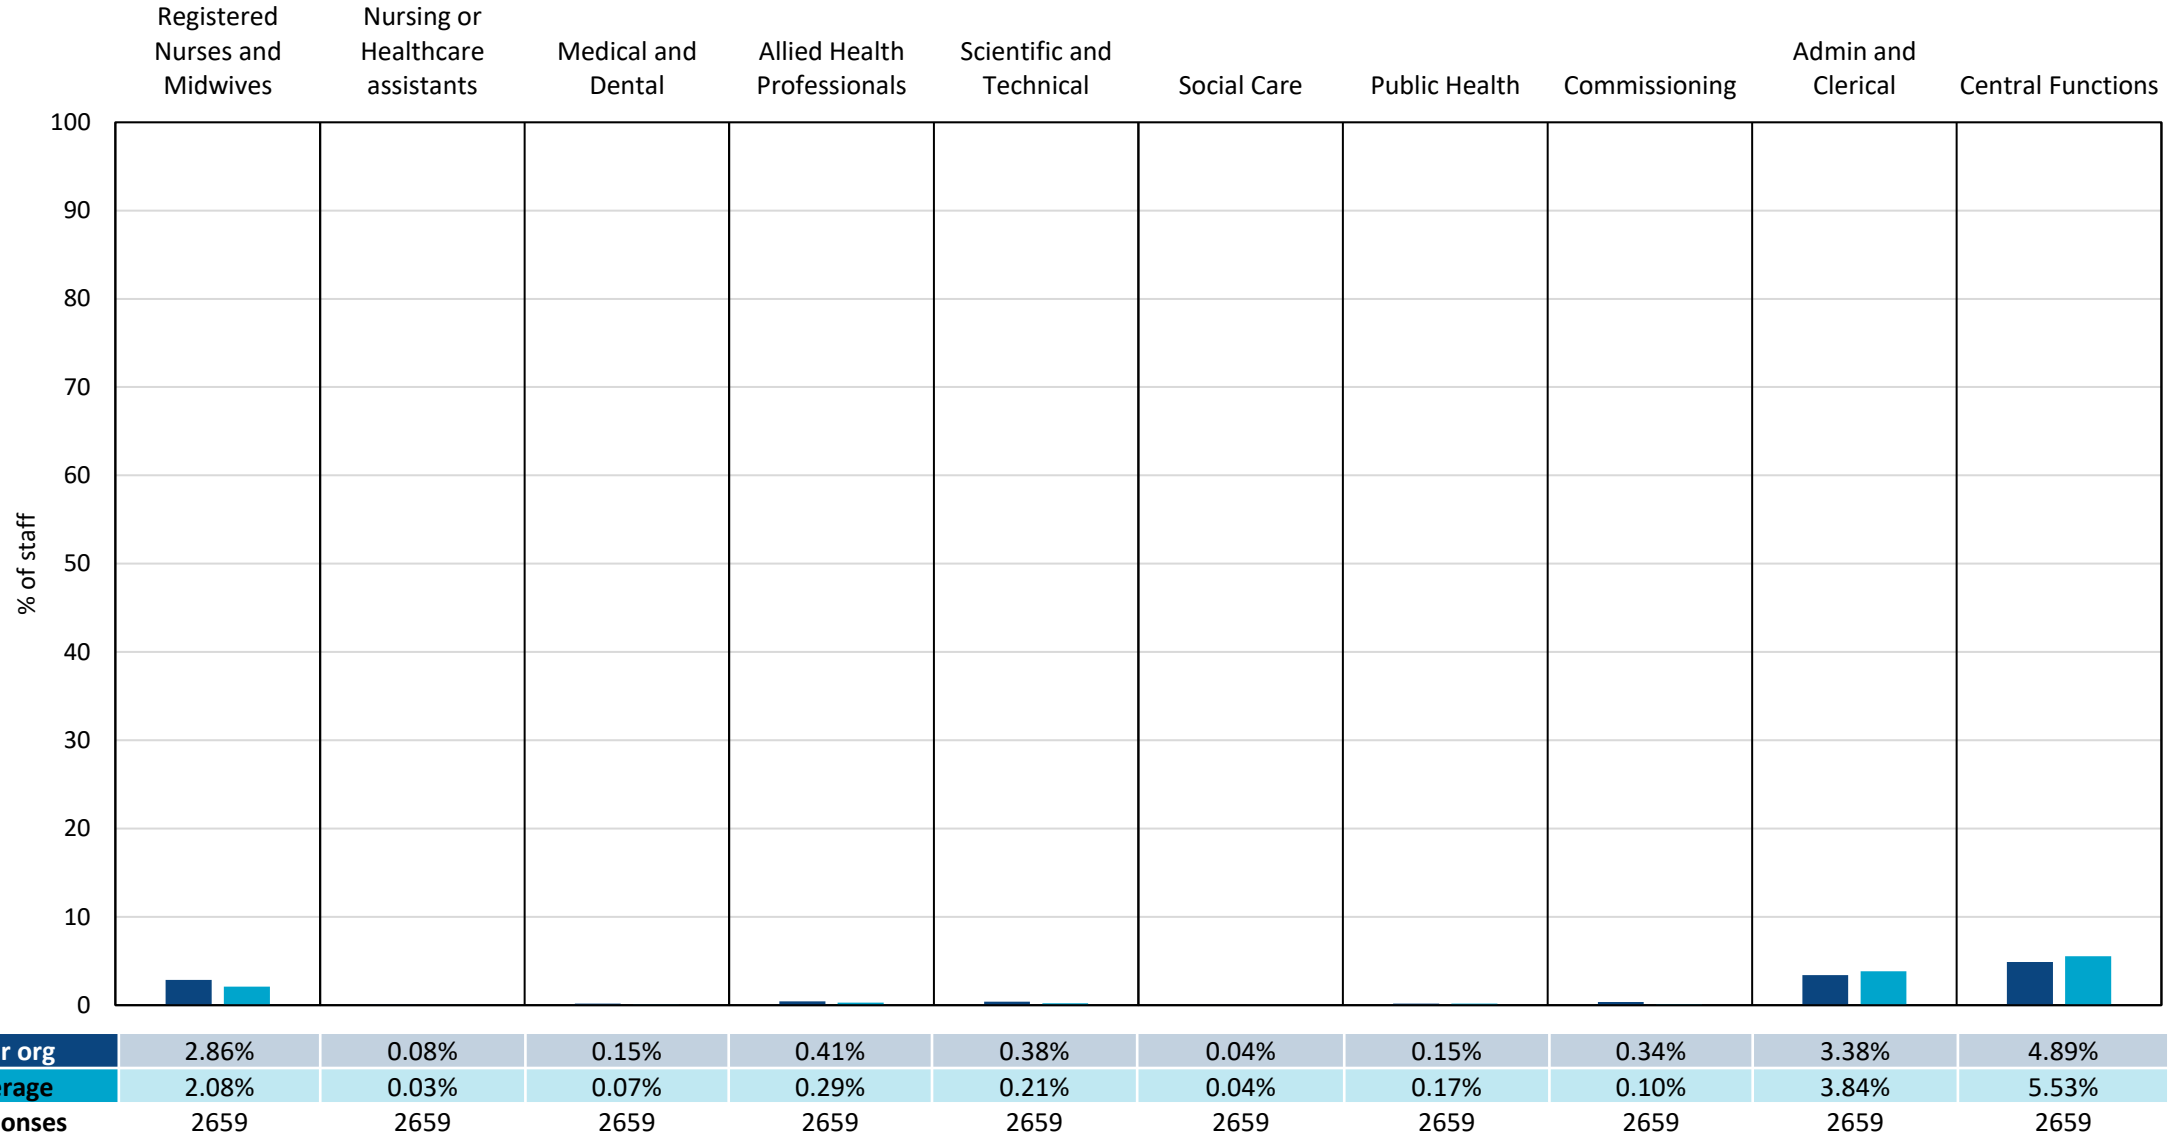 Registered Nurses and Midwives
Nursing or Healthcare assistants
Medical and Dental
Allied Health Professionals
Scientific and Technical
Social Care
Public Health
Commissioning
Admin and Clerical
Central Functions
% of staff
100
90
80
70
60
50
40
30
20
10
0
r org 2.86% 0.08% 0.15% 0.41% 0.38% 0.04% 0.15% 0.34% 3.38% 4.89%
erage 2.08% 0.03% 0.07% 0.29% 0.21% 0.04% 0.17% 0.10% 3.84% 5.53%
onses 2659 2659 2659 2659 2659 2659 2659 2659 2659 2659